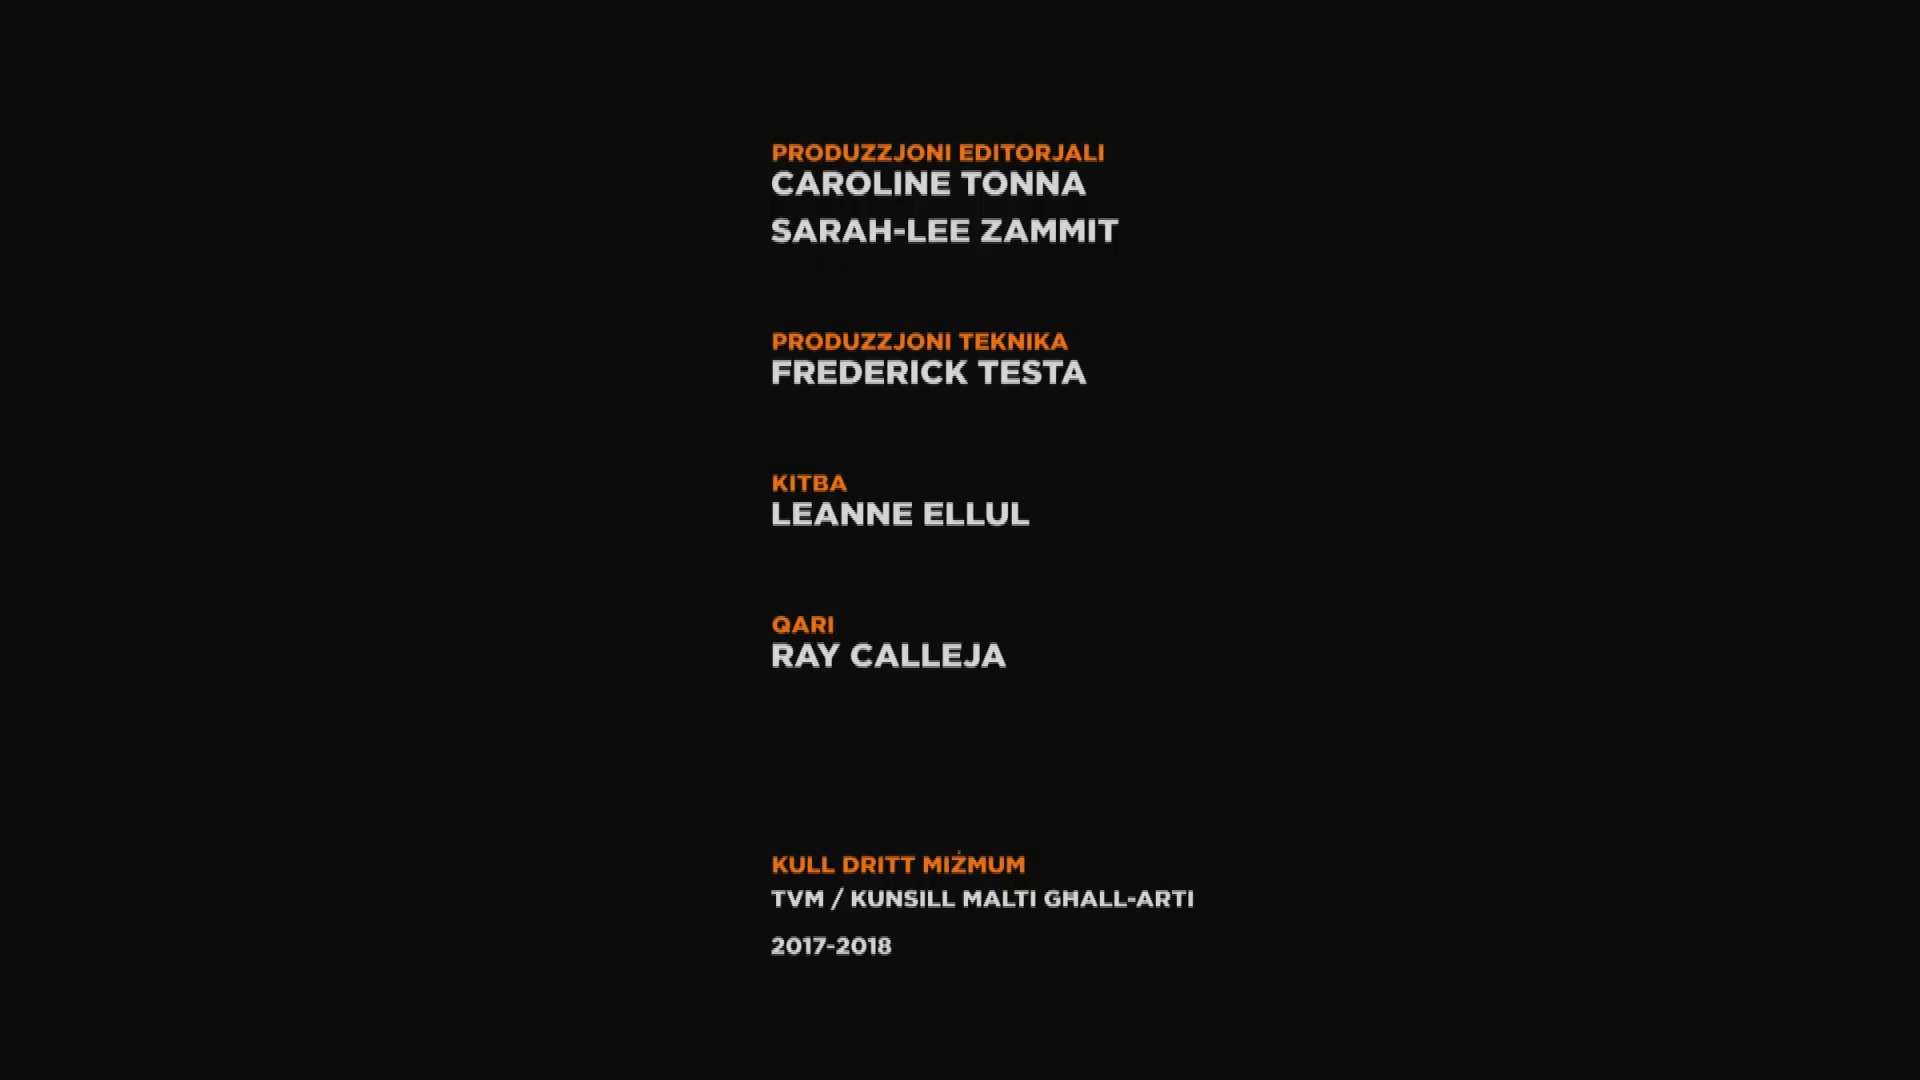 PRODUZZJONI EDITORJALI
CAROLINE TONNA
SARAH-LEE ZAMMIT
PRODUZZJONI TEKNIKA
FREDERICK TESTA
KITBA
LEANNE ELLUL
QARI
RAY CALLEJA
KULL DRITT MIŻMUM
TVM / KUNSILL MALTI GĦALL-ARTI
2017-2018